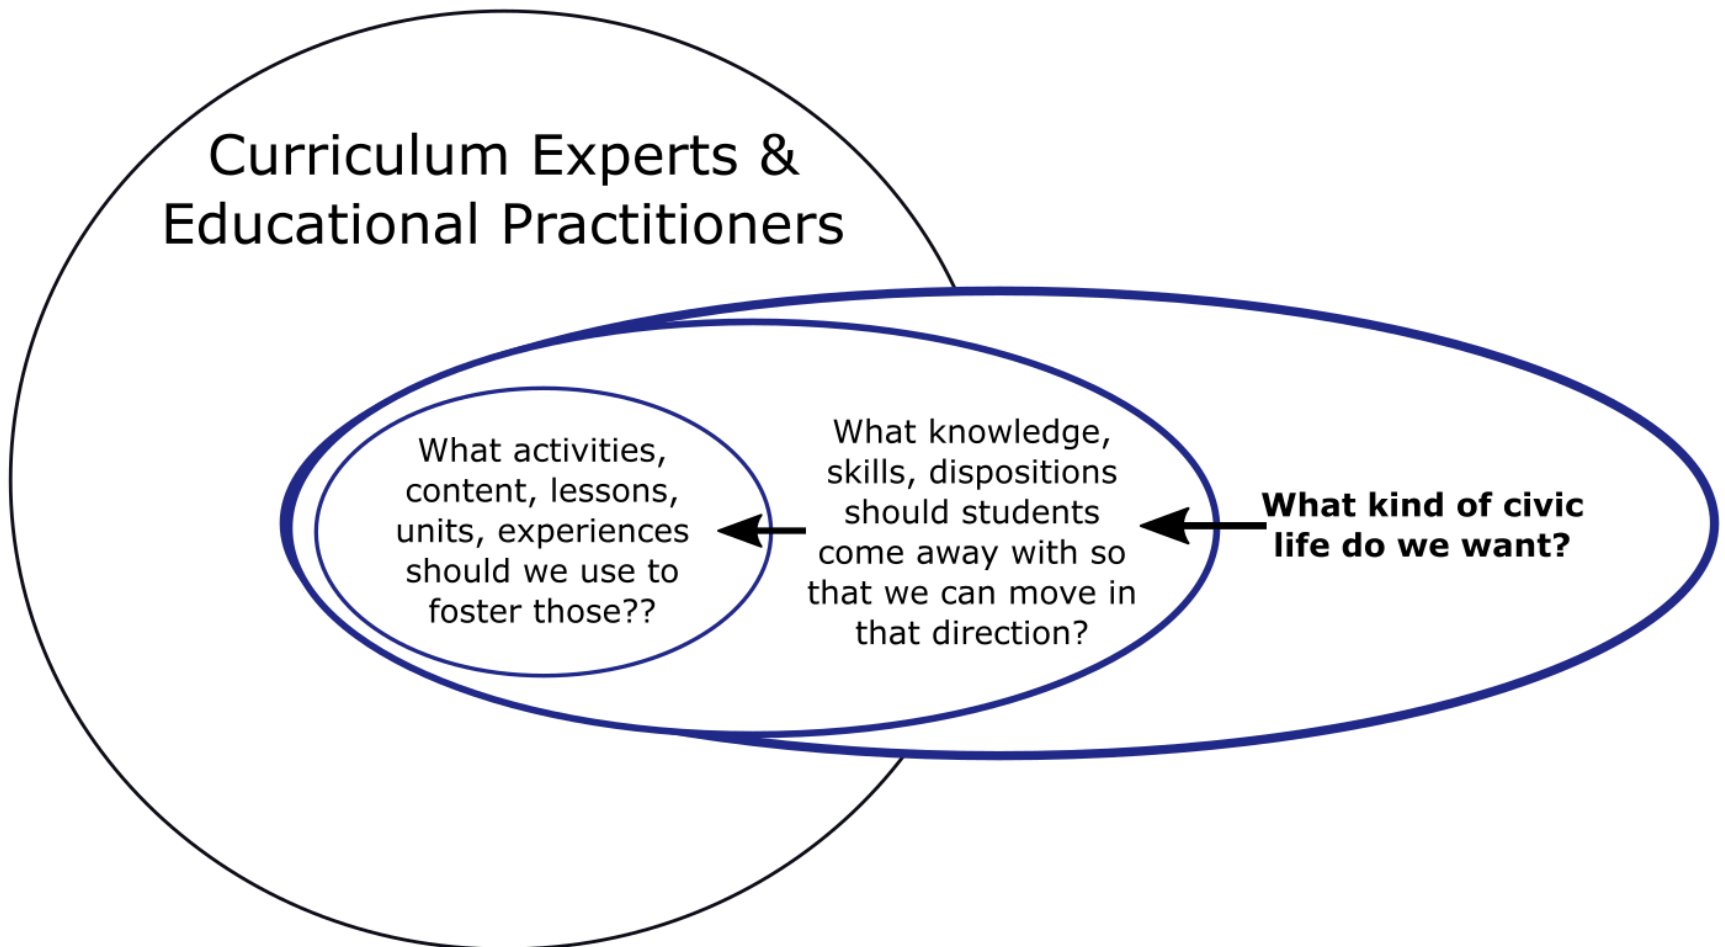 Curriculum Experts &
Educational Practitioners
What activities,
content, lessons,
units, experiences
should we use to
foster those??
What knowledge,
skills, dispositions
should students
come away with so
that we can move in
that direction?
What kind of civic
life do we want?